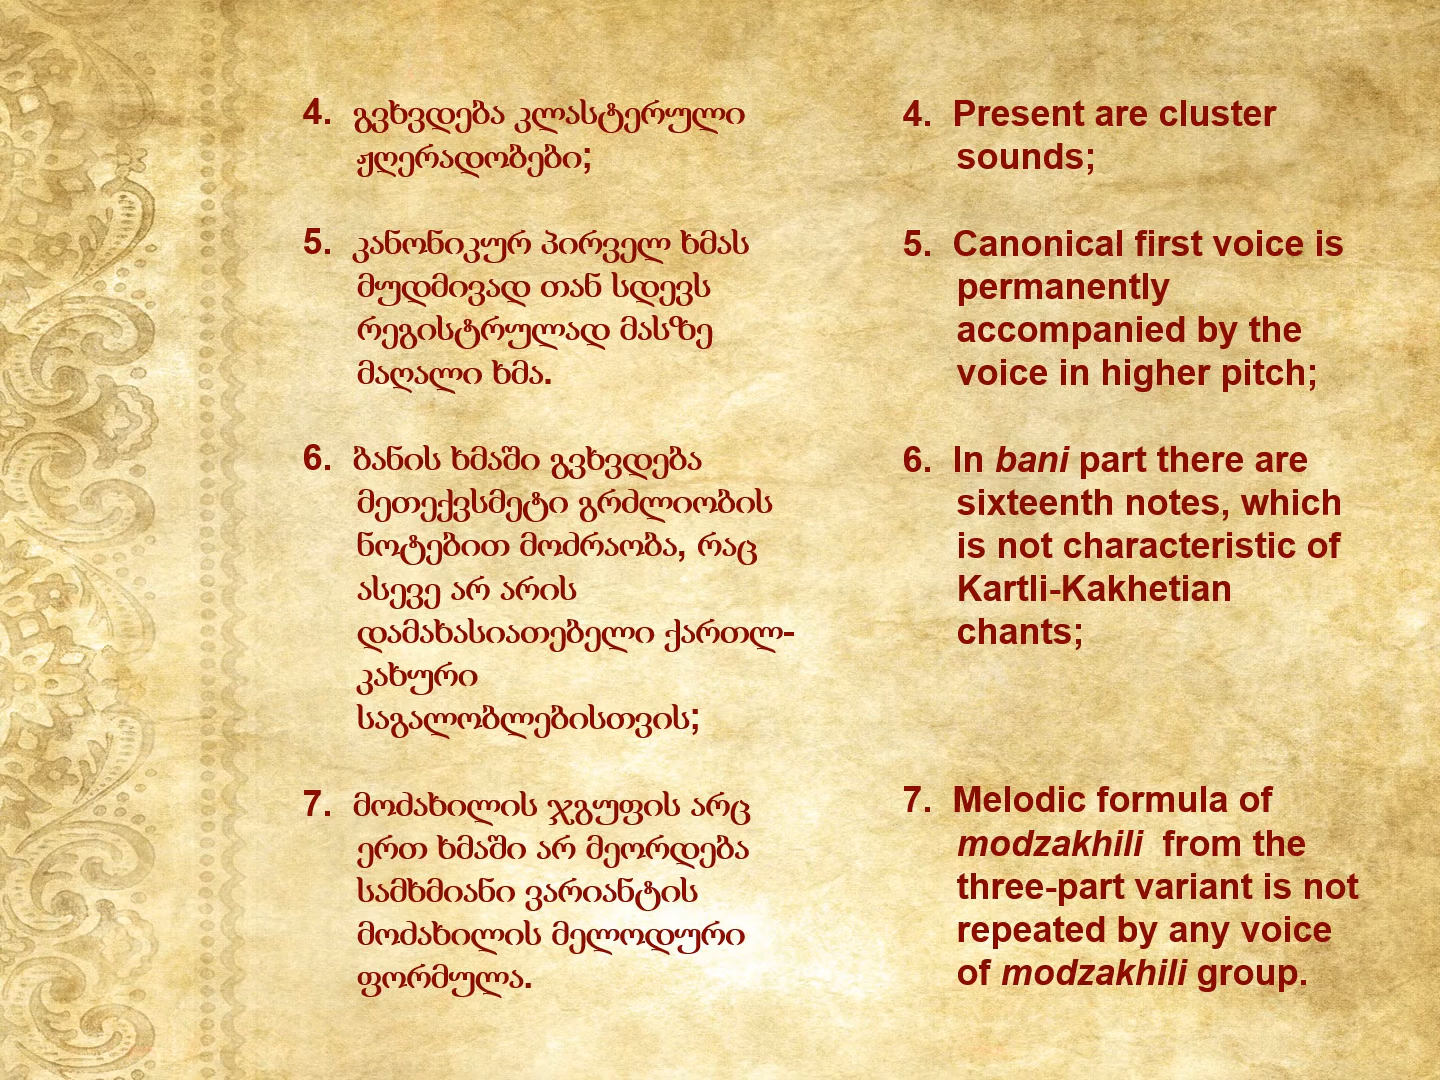 4. გვხვდება კლასტერული
ჟღერადობები;
5. კანონიკურ პირველ ხმას
მუდმივად თან სდევს
რეგისტრულად მასზე
მაღალი ხმა.
6. ბანის ხმაში გვხვდება
მეთექვსმეტი გრძლიობის
ნოტებით მოძრაობა, რაც
ასევე არ არის
დამახასიათებელი ქართლ-
კახური
საგალობლებისთვის;
7. მოძახილის ჯგუფის არც
ერთ ხმაში არ მეორდება
სამხმიანი ვარიანტის
მოძახილის მელოდური
ფორმულა.
4. Present are cluster
sounds;
5. Canonical first voice is
permanently
accompanied by the
voice in higher pitch;
6. In bani part there are
sixteenth notes, which
is not characteristic of
Kartli-Kakhetian
chants;
7. Melodic formula of
modzakhili from the
three-part variant is not
repeated by any voice
of modzakhili group.